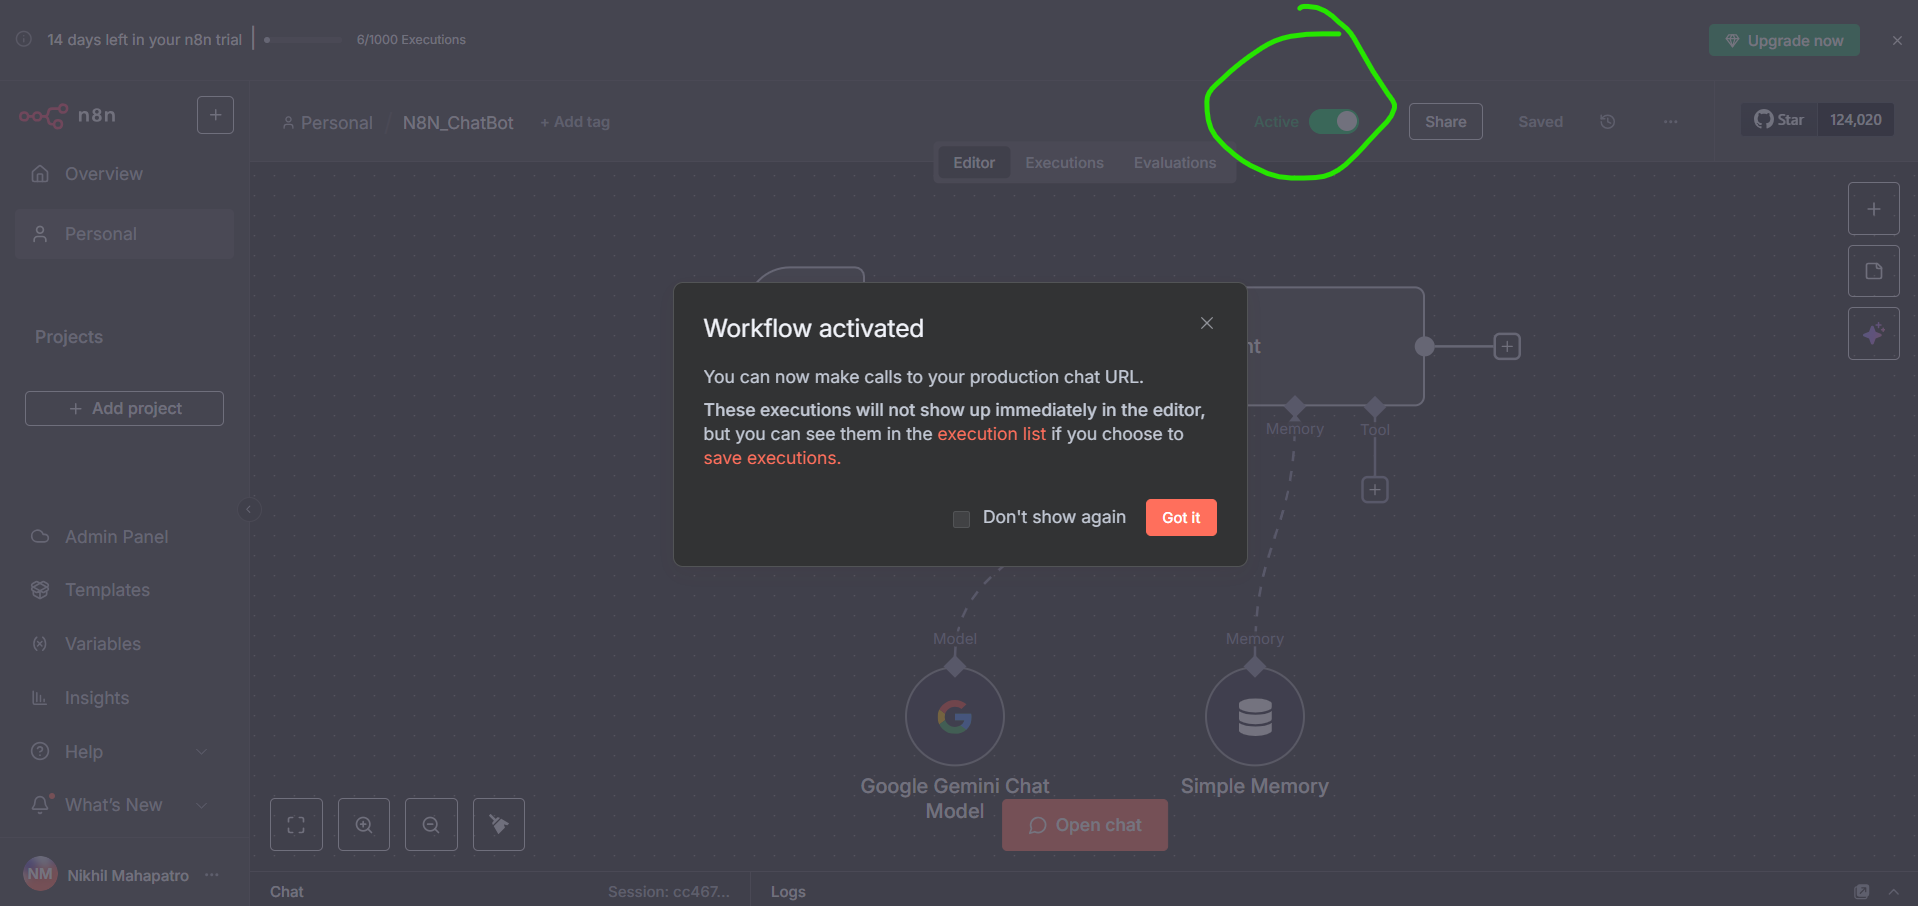 14 days left in your n8n trial
6/1000 Executions
Upgrade now
n8n
Personal / N8N_ChatBot
+ Add tag
Active
Share
Saved
Star
124,020
Editor
Executions
Evaluations
Overview
Personal
Projects
+ Add project
Admin Panel
Templates
Variables
Insights
Help
What's New
NM
Nikhil Mahapatro
Workflow activated
You can now make calls to your production chat URL.
These executions will not show up immediately in the editor,
but you can see them in the execution list if you choose to
save executions.
Don't show again
Got it
Memory
Tool
Model
Memory
Google Gemini Chat
Model
Simple Memory
Open chat
Chat
Session: cc467...
Logs